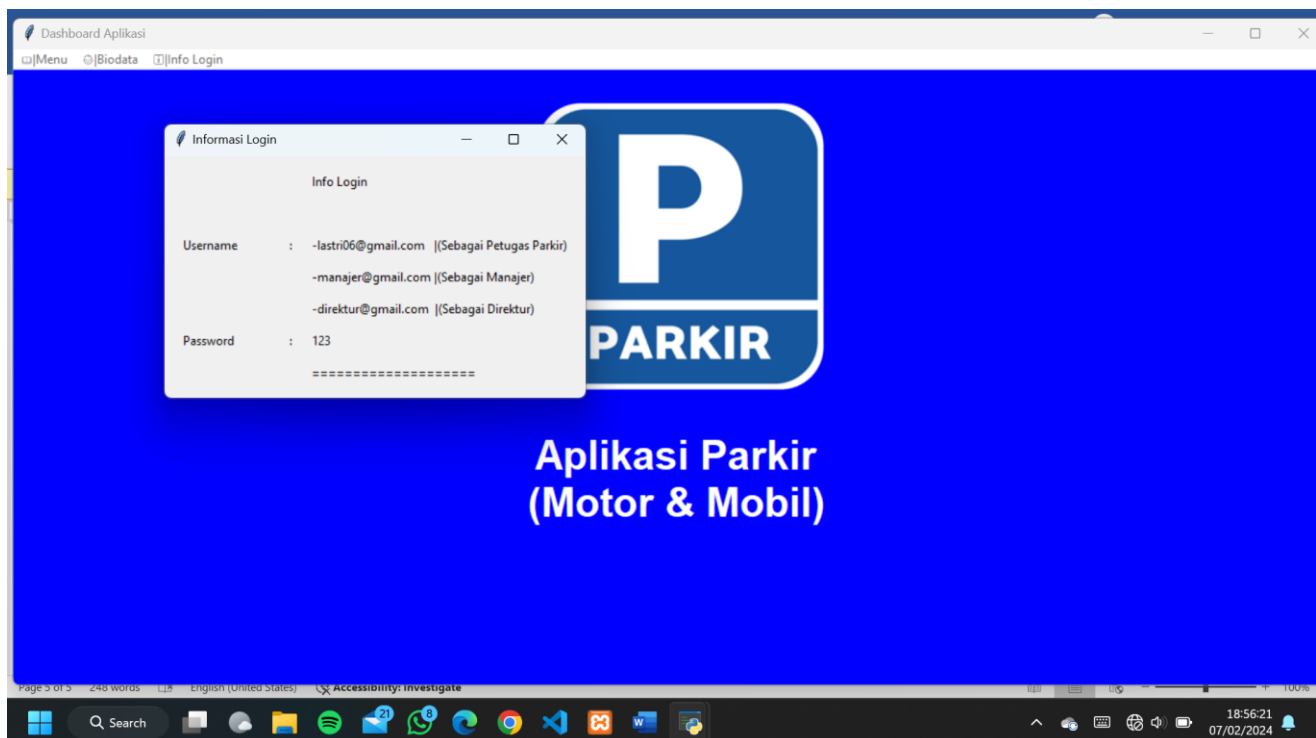 Dashboard Aplikasi
|Menu |Biodata |Info Login
Informasi Login
Info Login
Username : -lastri06@gmail.com |(Sebagai Petugas Parkir)
-manajer@gmail.com |(Sebagai Manajer)
-direktur@gmail.com |(Sebagai Direktur)
Password : 123
====================
P
PARKIR
Aplikasi Parkir
(Motor & Mobil)
Page 5 of 5 248 words English (United States) Accessibility: Investigate 100%
Search 21 8 18:56:21
07/02/2024